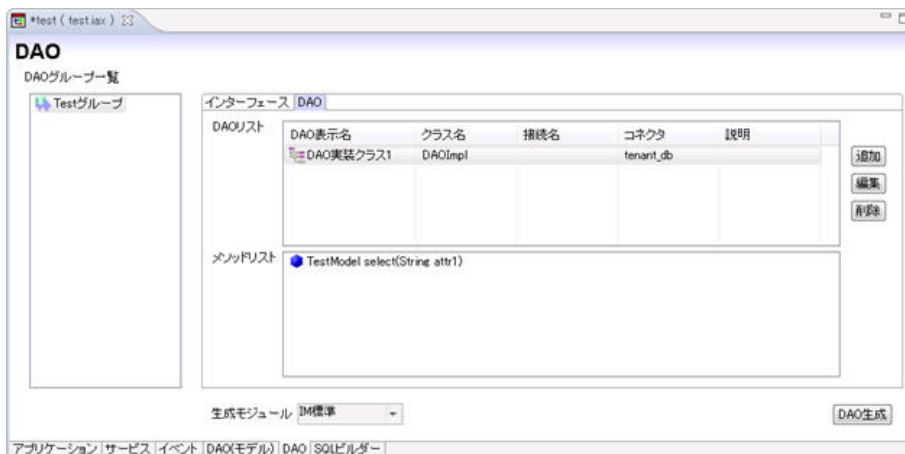 *test ( test.iax )
DAO
DAOグループ一覧
Testグループ
インターフェース DAO
DAOリスト
DAO表示名 クラス名 接続名 コネクタ 説明
DAO実装クラス1 DAOImpl tenant_db
追加
編集
削除
メソッドリスト
TestModel select(String attr1)
生成モジュール IM標準
DAO生成
アプリケーション サービス イベント DAO(モデル) DAO SQLビルダー